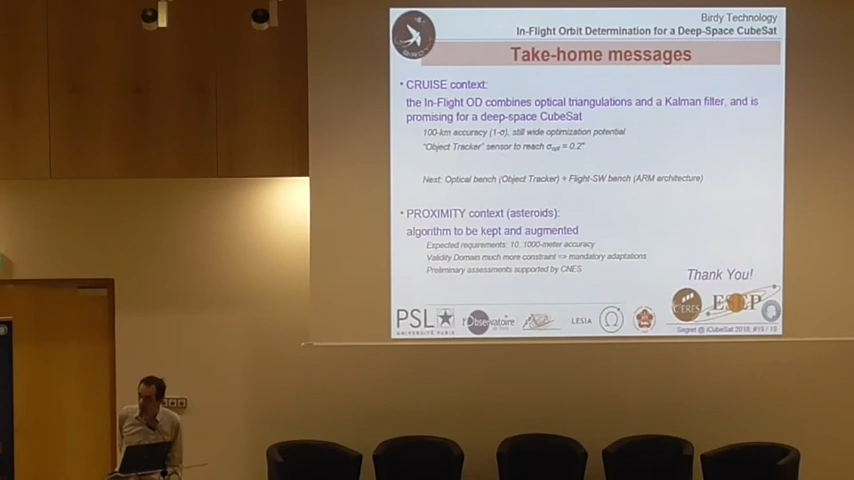 Birdy Technology
In-Flight Orbit Determination for a Deep-Space CubeSat
Take-home messages
• CRUISE context:
the In-Flight OD combines optical triangulations and a Kalman filter, and is
promising for a deep-space CubeSat
100-km accuracy (1-σ), still wide optimization potential
"Object Tracker" sensor to reach σopt = 0.2"
Next: Optical bench (Object Tracker) + Flight-SW bench (ARM architecture)
• PROXIMITY context (asteroids):
algorithm to be kept and augmented
Expected requirements: 10..1000-meter accuracy
Validity Domain much more constraint => mandatory adaptations
Preliminary assessments supported by CNES
Thank You!
PSL
UNIVERSITÉ PARIS
l'Observatoire
de Paris
LESIA
CERES
ESEP
Segret @ iCubeSat 2018, #15 / 15